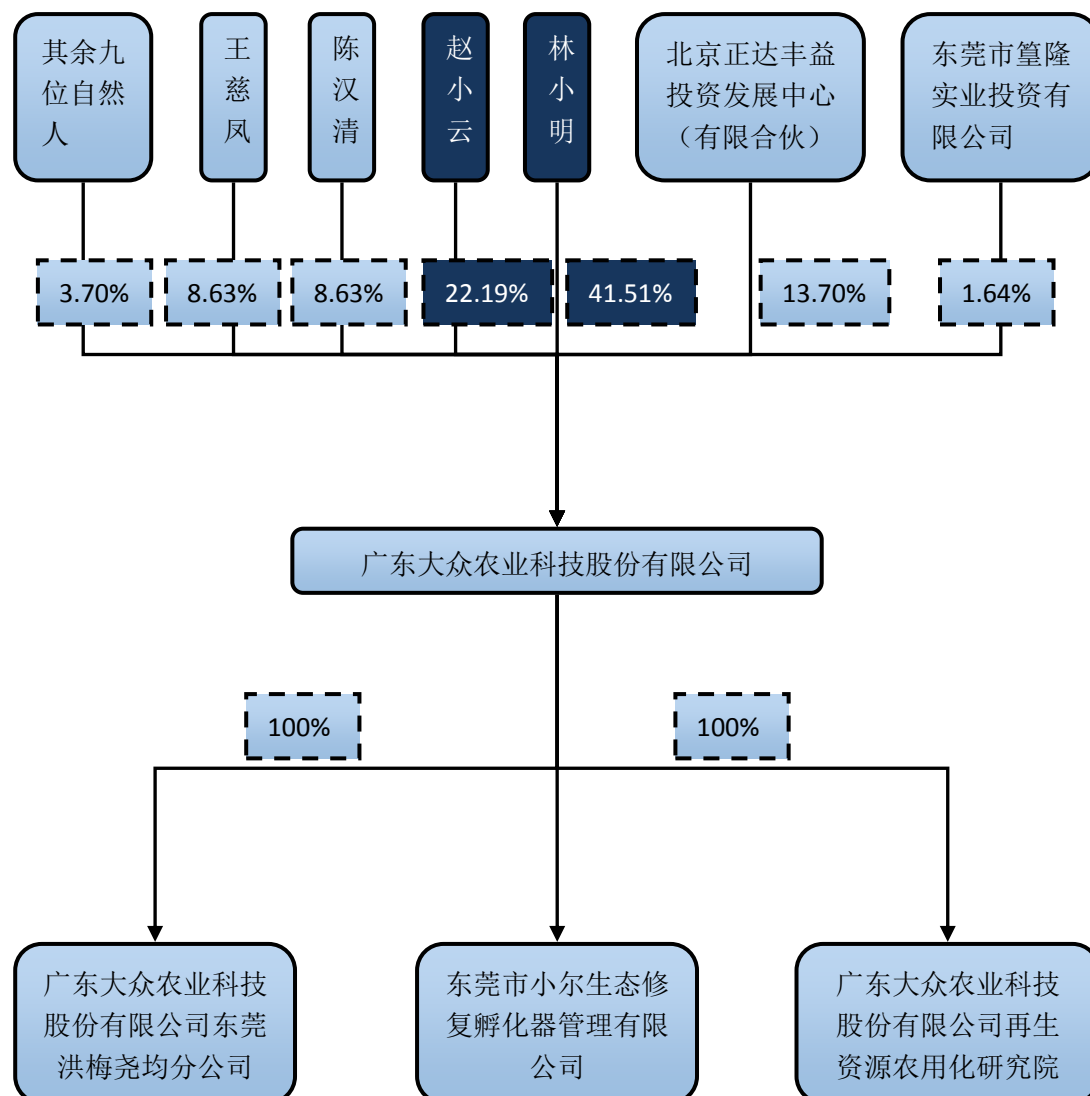 其余九
位自然
人
王
慈
凤
陈
汉
清
赵
小
云
林
小
明
北京正达丰益
投资发展中心
（有限合伙）
东莞市篁隆
实业投资有
限公司
3.70%
8.63%
8.63%
22.19%
41.51%
13.70%
1.64%
广东大众农业科技股份有限公司
100%
100%
广东大众农业科技
股份有限公司东莞
洪梅尧均分公司
东莞市小尔生态修
复孵化器管理有限
公司
广东大众农业科技
股份有限公司再生
资源农用化研究院